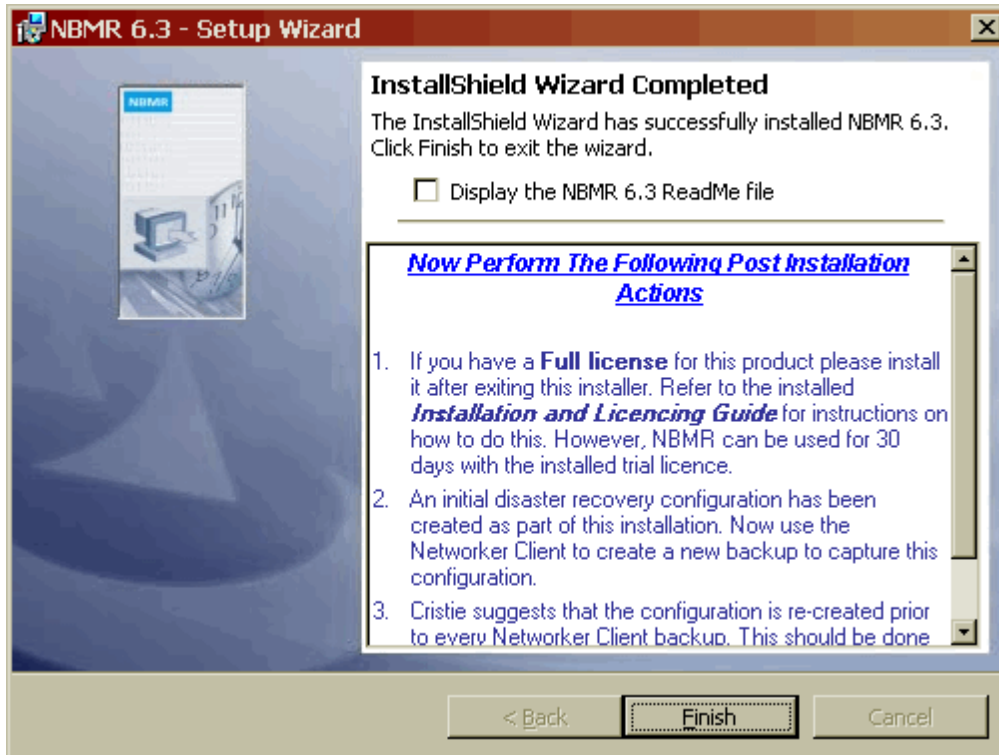 NBMR 6.3 - Setup Wizard
NBMR
InstallShield Wizard Completed
The InstallShield Wizard has successfully installed NBMR 6.3.
Click Finish to exit the wizard.
Display the NBMR 6.3 ReadMe file
Now Perform The Following Post Installation
Actions
1. If you have a Full license for this product please install
it after exiting this installer. Refer to the installed
Installation and Licencing Guide for instructions on
how to do this. However, NBMR can be used for 30
days with the installed trial licence.
2. An initial disaster recovery configuration has been
created as part of this installation. Now use the
Networker Client to create a new backup to capture this
configuration.
3. Cristie suggests that the configuration is re-created prior
to every Networker Client backup. This should be done
< Back
Finish
Cancel